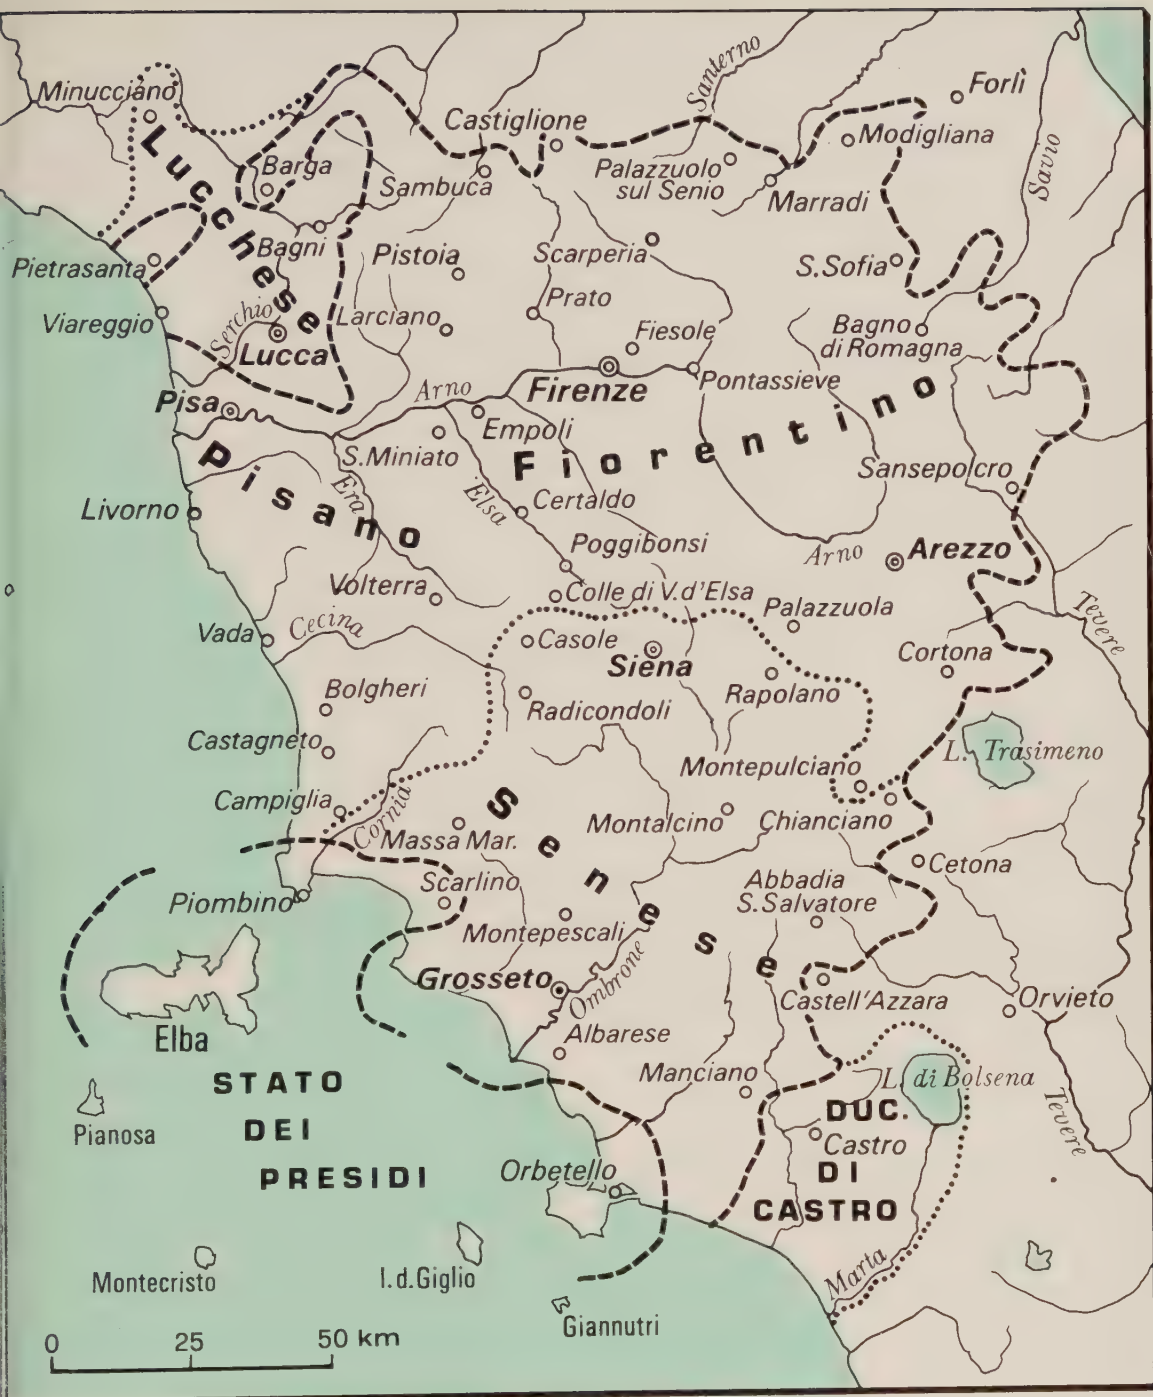 Minucciano
Santerno
Forlì
Castiglione
Modigliana
Lucchese
Barga
Sambuca
Palazzuolo
sul Senio
Marradi
Savio
Bagni
Pietrasanta
Pistoia
Scarperia
S.Sofia
Viareggio
Serchio
Larciano
Prato
Fiesole
Bagno
di Romagna
Lucca
Arno
Firenze
Pontassieve
Pisa
Empoli
Fiorentino
S.Miniato
Pisano
Era
Elsa
Sansepolcro
Certaldo
Livorno
Poggibonsi
Arno
Arezzo
Volterra
Colle di V.d'Elsa
Palazzuola
Tevere
Vada
Cecina
Casole
Siena
Cortona
Bolgheri
Radicondoli
Rapolano
Castagneto
L. Trasimeno
Montepulciano
Campiglia
Cornia
Senese
Montalcino
Chianciano
Massa Mar.
Cetona
Scarlino
Abbadia
S.Salvatore
Piombino
Montepescali
Grosseto
Ombrone
Castell'Azzara
Orvieto
Elba
Albarese
STATO
DEI
PRESIDI
Manciano
L. di Bolsena
Pianosa
DUC.
DI
CASTRO
Castro
Tevere
Orbetello
Montecristo
I.d.Giglio
Marta
Giannutri
0 25 50 km